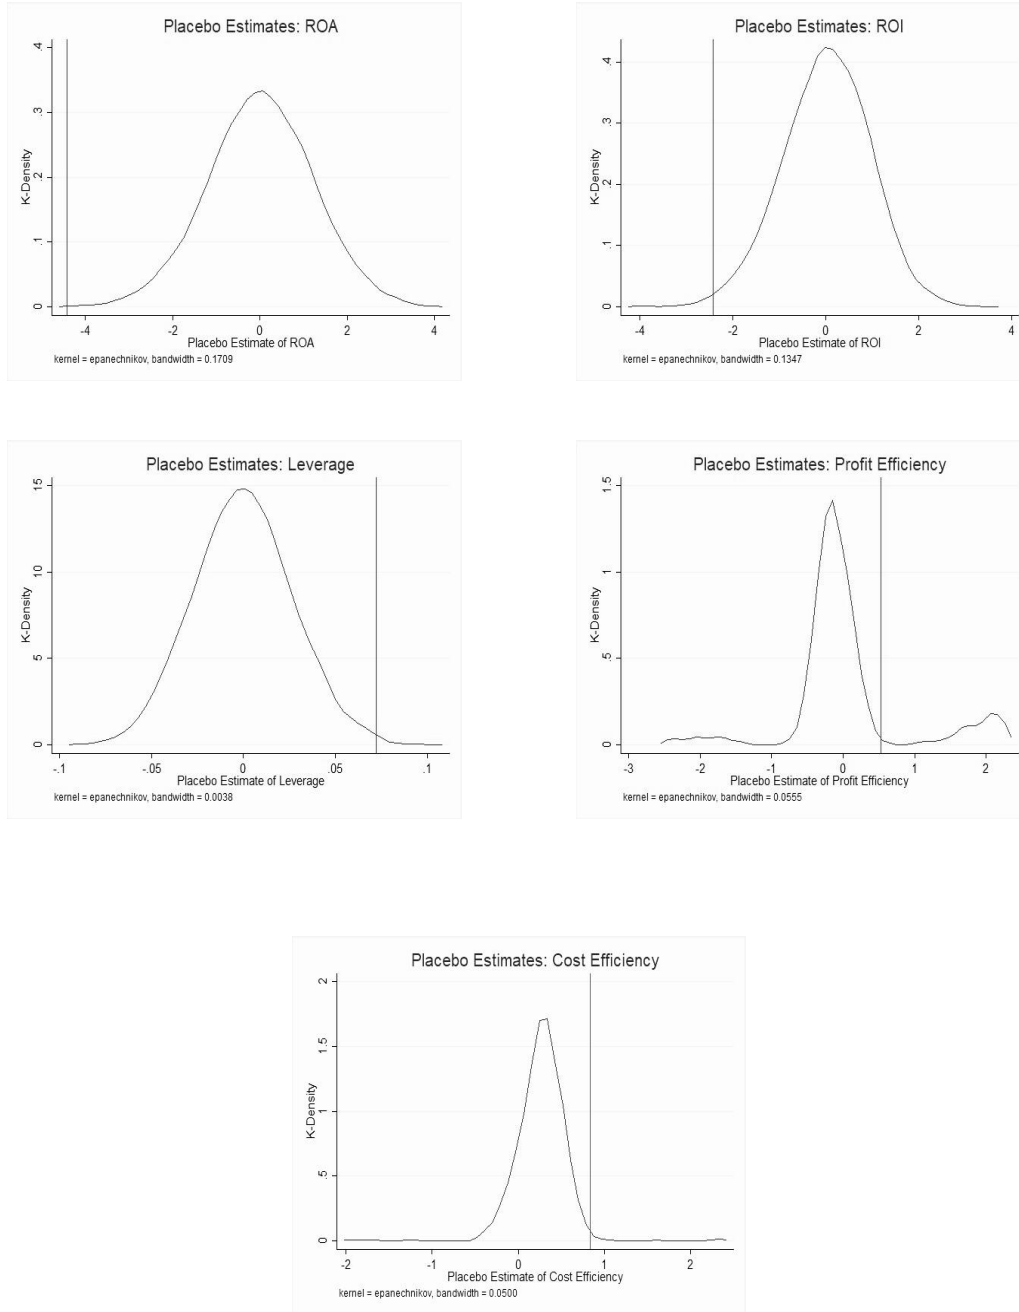 Placebo Estimates: ROA
K-Density
.4
.3
.2
.1
0
-4 -2 0 2 4
Placebo Estimate of ROA
kernel = epanechnikov, bandwidth = 0.1709
Placebo Estimates: ROI
K-Density
.4
.3
.2
.1
0
-4 -2 0 2 4
Placebo Estimate of ROI
kernel = epanechnikov, bandwidth = 0.1347
Placebo Estimates: Leverage
K-Density
15
10
5
0
-.1 -.05 0 .05 .1
Placebo Estimate of Leverage
kernel = epanechnikov, bandwidth = 0.0038
Placebo Estimates: Profit Efficiency
K-Density
1.5
1
.5
0
-3 -2 -1 0 1 2
Placebo Estimate of Profit Efficiency
kernel = epanechnikov, bandwidth = 0.0555
Placebo Estimates: Cost Efficiency
K-Density
2
1.5
1
.5
0
-2 -1 0 1 2
Placebo Estimate of Cost Efficiency
kernel = epanechnikov, bandwidth = 0.0500